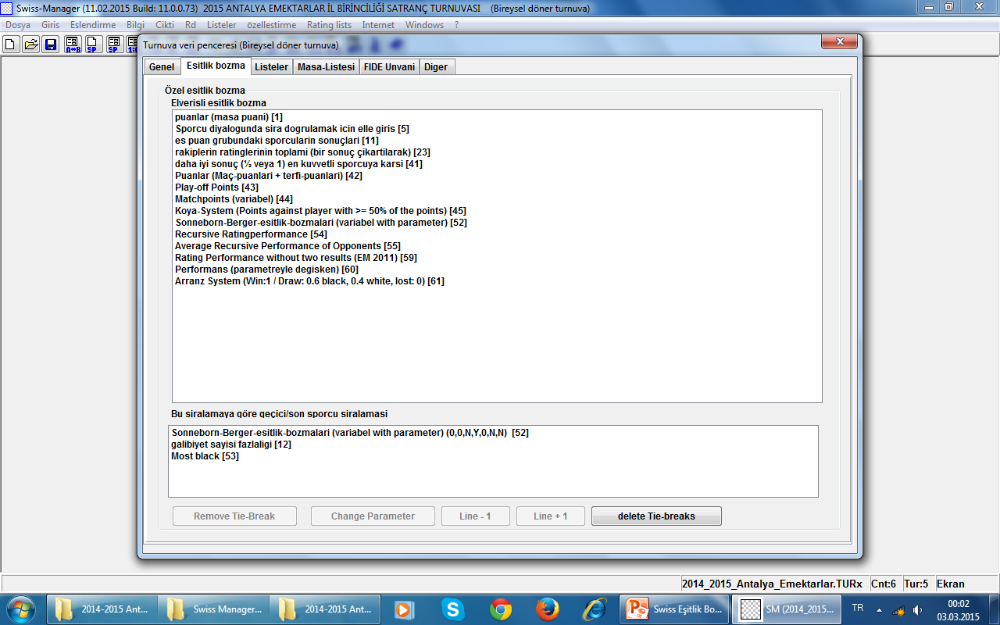 Swiss-Manager (11.02.2015 Build: 11.0.0.73)  2015 ANTALYA EMEKTARLAR İL BİRİNCİLİĞİ SATRANÇ TURNUVASI    (Bireysel döner turnuva)
Dosya Giris Eslendirme Bilgi Cikti Rd Listeler özellestirme Rating lists Internet Windows ?
Turnuva veri penceresi (Bireysel döner turnuva)
Genel Esitlik bozma Listeler Masa-Listesi FIDE Unvani Diger
Özel esitlik bozma
Elverisli esitlik bozma
puanlar (masa puani) [1]
Sporcu diyalogunda sira dogrulamak icin elle giris [5]
es puan grubundaki sporcularin sonuçlari [11]
rakiplerin ratinglerinin toplami (bir sonuç çikartilarak) [23]
daha iyi sonuç (½ veya 1) en kuvvetli sporcuya karsi [41]
Puanlar (Maç-puanlari + terfi-puanlari) [42]
Play-off Points [43]
Matchpoints (variabel) [44]
Koya-System (Points against player with >= 50% of the points) [45]
Sonneborn-Berger-esitlik-bozmalari (variabel with parameter) [52]
Recursive Ratingperformance [54]
Average Recursive Performance of Opponents [55]
Rating Performance without two results (EM 2011) [59]
Performans (parametreyle degisken) [60]
Arranz System (Win:1 / Draw: 0.6 black, 0.4 white, lost: 0) [61]
Bu siralamaya göre geçici/son sporcu siralamasi
Sonneborn-Berger-esitlik-bozmalari (variabel with parameter) (0,0,N,Y,0,N,N)  [52]
galibiyet sayisi fazlaligi [12]
Most black [53]
Remove Tie-Break Change Parameter Line - 1 Line + 1 delete Tie-breaks
2014_2015_Antalya_Emektarlar.TURx Cnt:6 Tur:5 Ekran
2014-2015 Ant... Swiss Manager... 2014-2015 Ant... Swiss Eşitlik Bo... SM (2014_2015... TR 00:02
03.03.2015